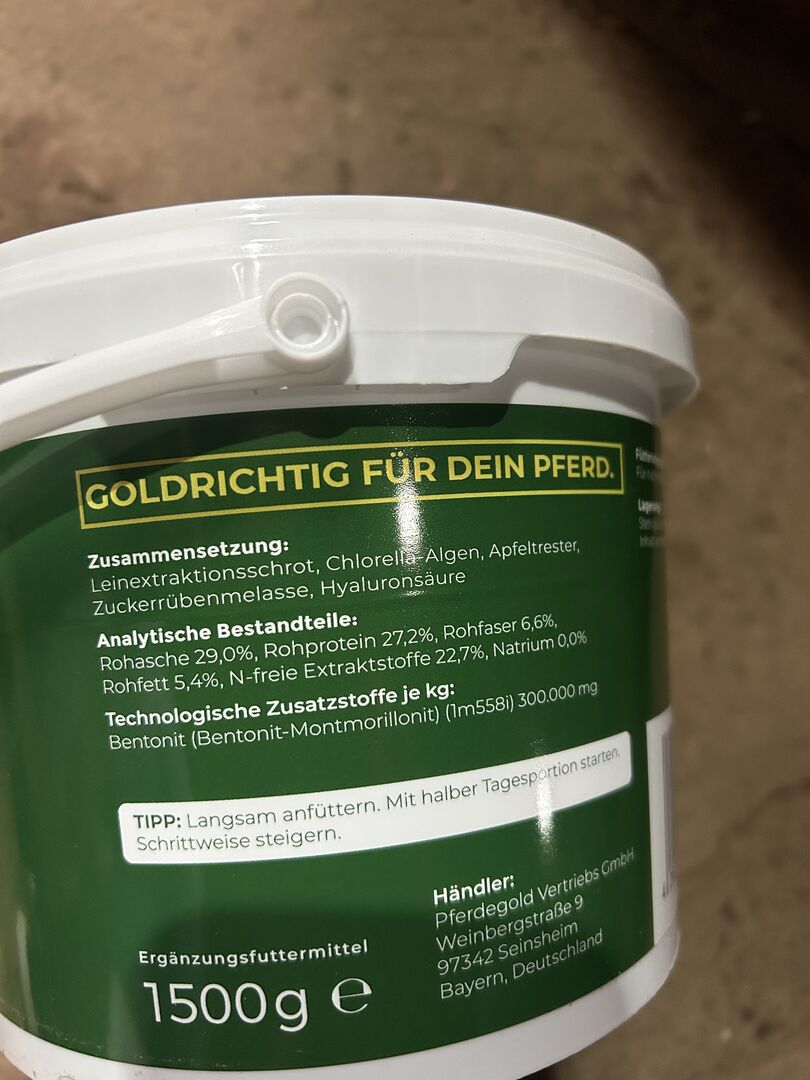 GOLDRICHTIG FÜR DEIN PFERD.
Zusammensetzung:
Leinextraktionsschrot, Chlorella-Algen, Apfeltrester,
Zuckerrübenmelasse, Hyaluronsäure
Analytische Bestandteile:
Rohasche 29,0%, Rohprotein 27,2%, Rohfaser 6,6%,
Rohfett 5,4%, N-freie Extraktstoffe 22,7%, Natrium 0,0%
Technologische Zusatzstoffe je kg:
Bentonit (Bentonit-Montmorillonit) (1m558i) 300.000 mg
TIPP: Langsam anfüttern. Mit halber Tagesportion starten.
Schrittweise steigern.
Händler:
Pferdegold Vertriebs GmbH
Weinbergstraße 9
97342 Seinsheim
Bayern, Deutschland
Ergänzungsfuttermittel
1500g ℮